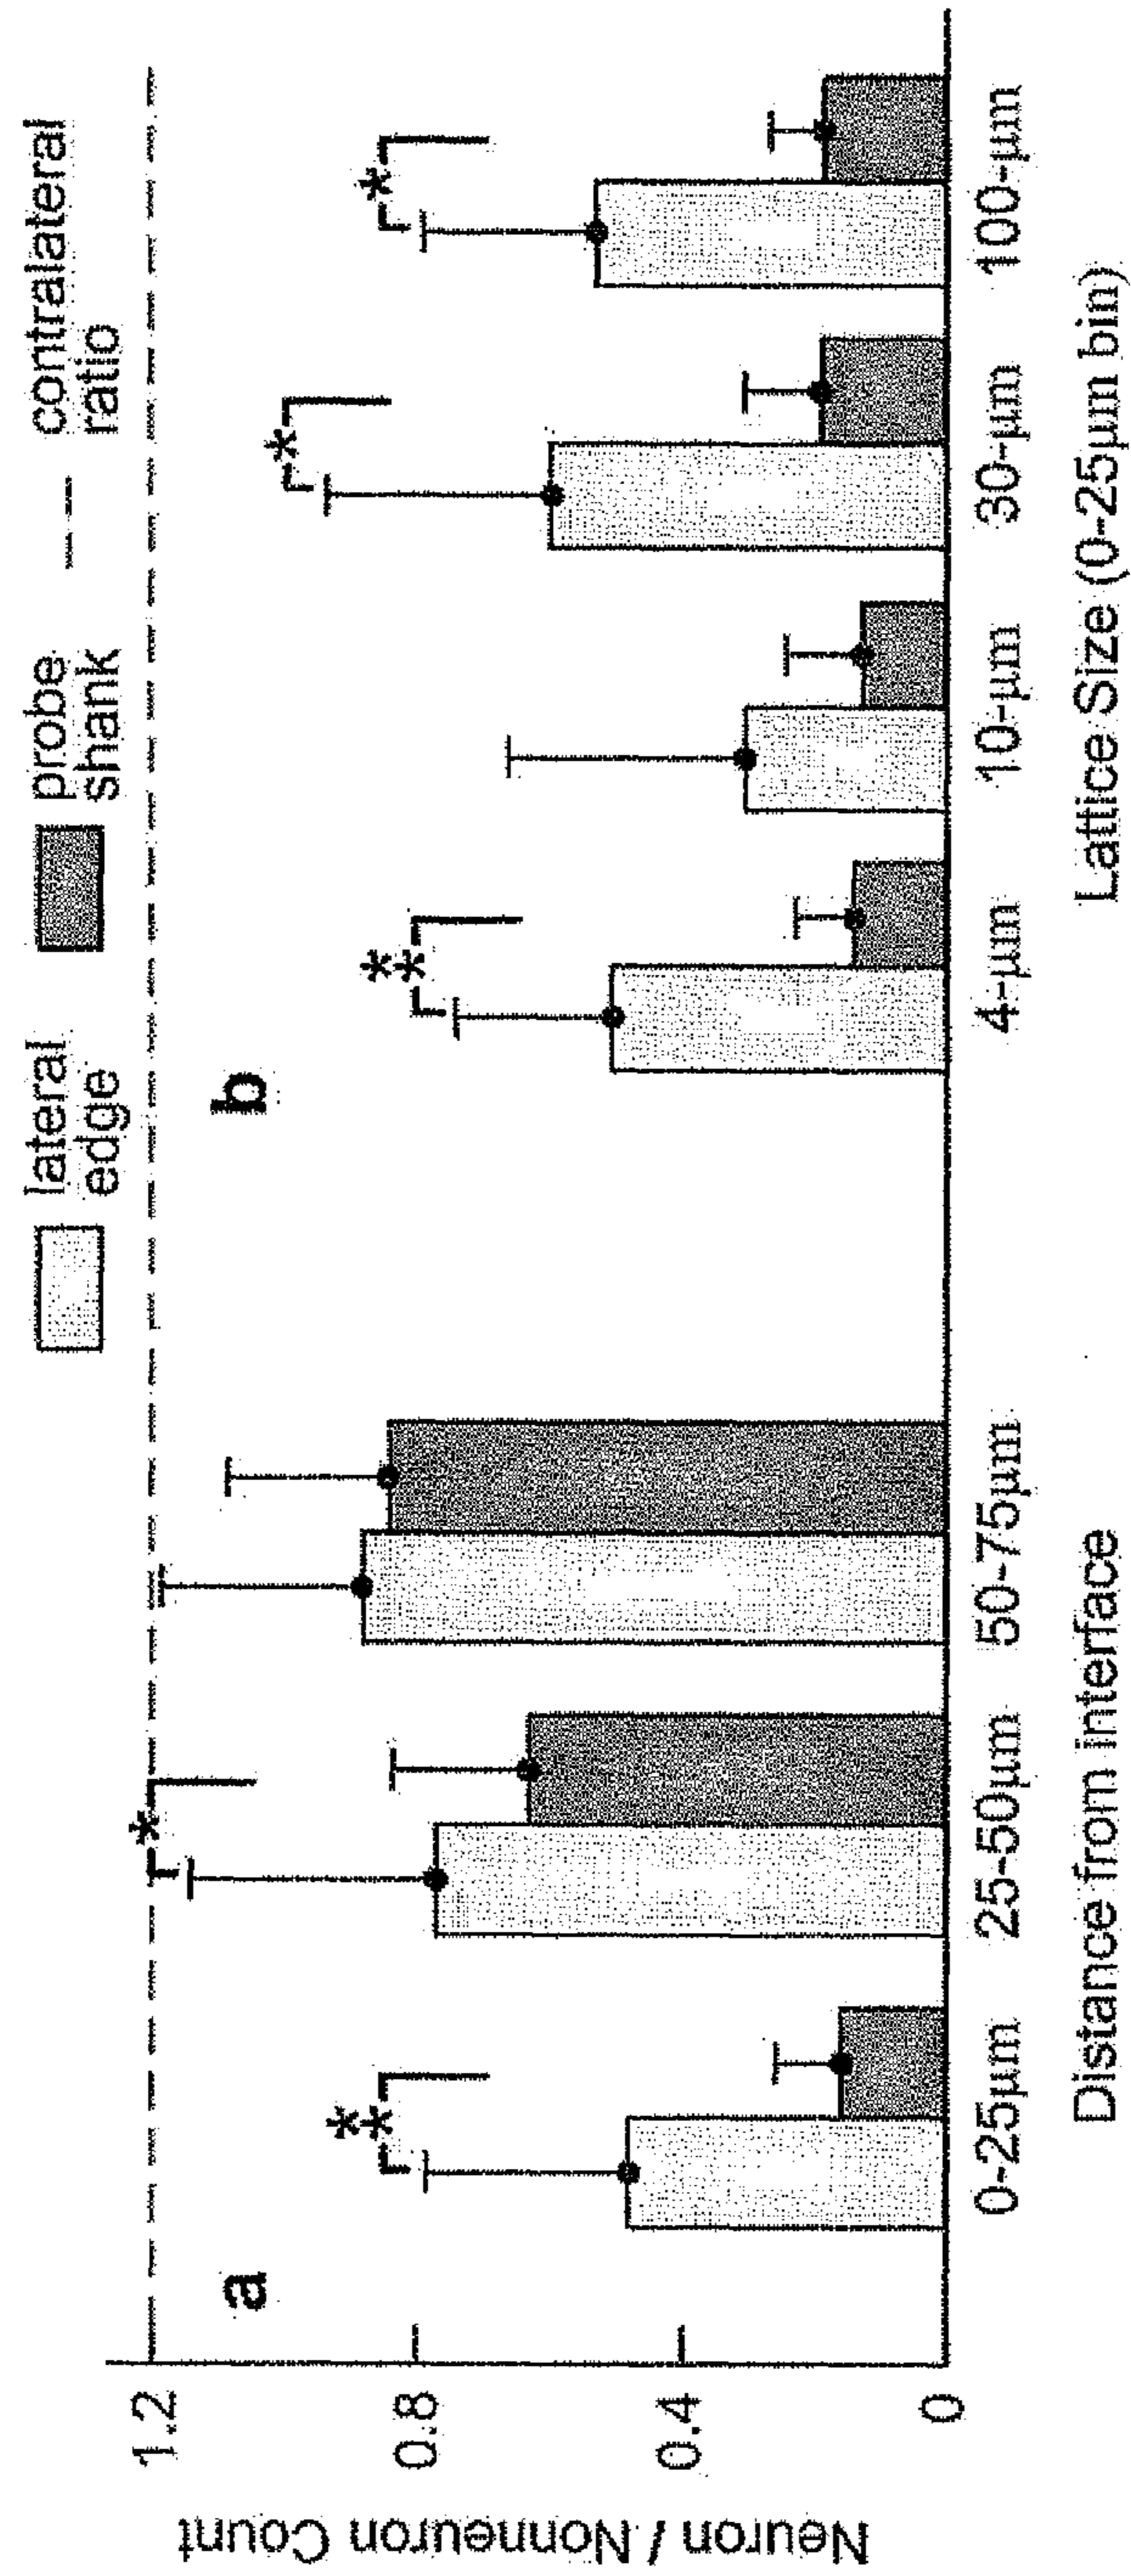 lateral
edge
probe
shank
contralateral
ratio
Neuron / Nonneuron Count
1.2
0.8
0.4
0
a
**
*
b
**
*
*
0-25µm
25-50µm
50-75µm
4-µm
10-µm
30-µm
100-µm
Distance from interface
Lattice Size (0-25µm bin)